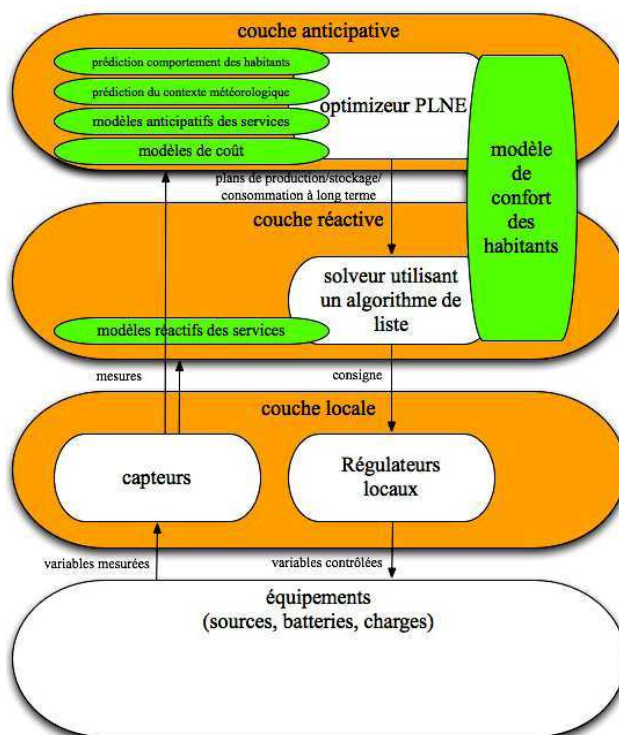 couche anticipative
prédiction comportement des habitants
prédiction du contexte météorologique
modèles anticipatifs des services
modèles de coût
optimizeur PLNE
modèle
de
confort
des
habitants
plans de production/stockage/
consommation à long terme
couche réactive
solveur utilisant
un algorithme de
liste
modèles réactifs des services
mesures
consigne
couche locale
capteurs
Régulateurs
locaux
variables mesurées
variables contrôlées
équipements
(sources, batteries, charges)